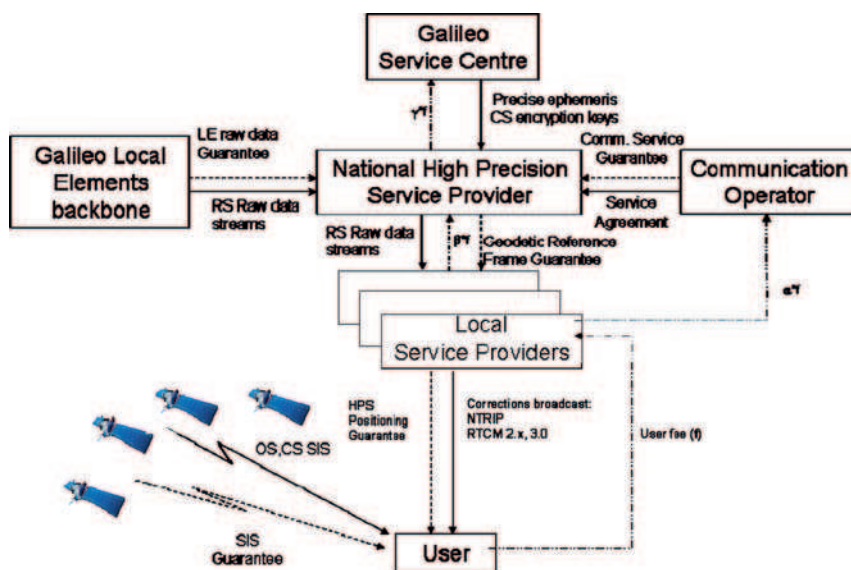 Galileo
Service Centre
γ*f
Precise ephemeris
CS encryption keys
LE raw data
Guarantee
Comm. Service
Guarantee
Galileo Local
Elements
backbone
National High Precision
Service Provider
Communication
Operator
RS Raw data
streams
Service
Agreement
RS Raw data
streams
β*f
Geodetic Reference
Frame Guarantee
α*f
Local
Service Providers
HPS
Positioning
Guarantee
Corrections broadcast:
NTRIP
RTCM 2.x, 3.0
User fee (f)
OS,CS SIS
SIS
Guarantee
User